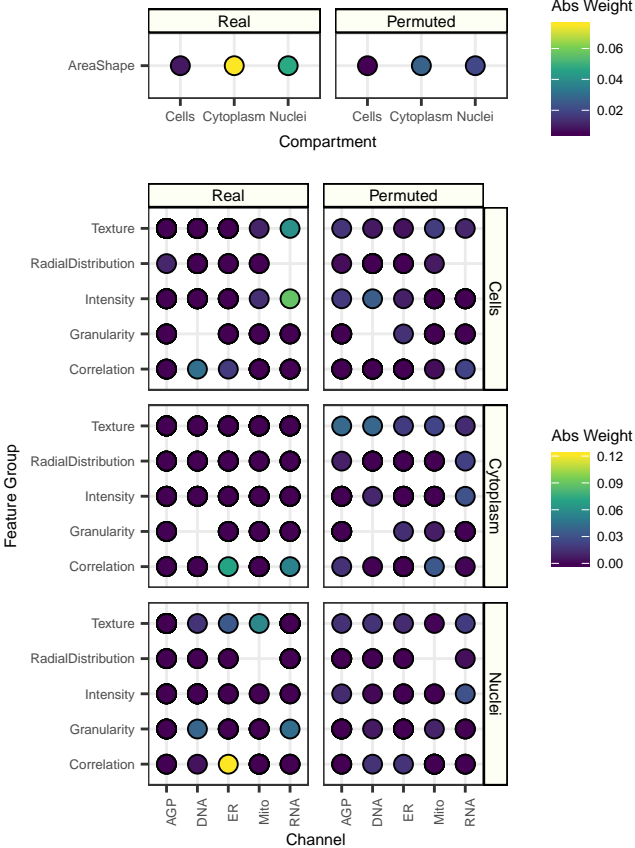 Abs Weight
Real
Permuted
0.06
0.04
0.02
AreaShape
Cells
Cytoplasm
Nuclei
Cells
Cytoplasm
Nuclei
Compartment
Real
Permuted
Texture
RadialDistribution
Intensity
Granularity
Correlation
Cells
Texture
RadialDistribution
Intensity
Granularity
Correlation
Cytoplasm
Texture
RadialDistribution
Intensity
Granularity
Correlation
Nuclei
Feature Group
Abs Weight
0.12
0.09
0.06
0.03
0.00
AGP
DNA
ER
Mito
RNA
AGP
DNA
ER
Mito
RNA
Channel